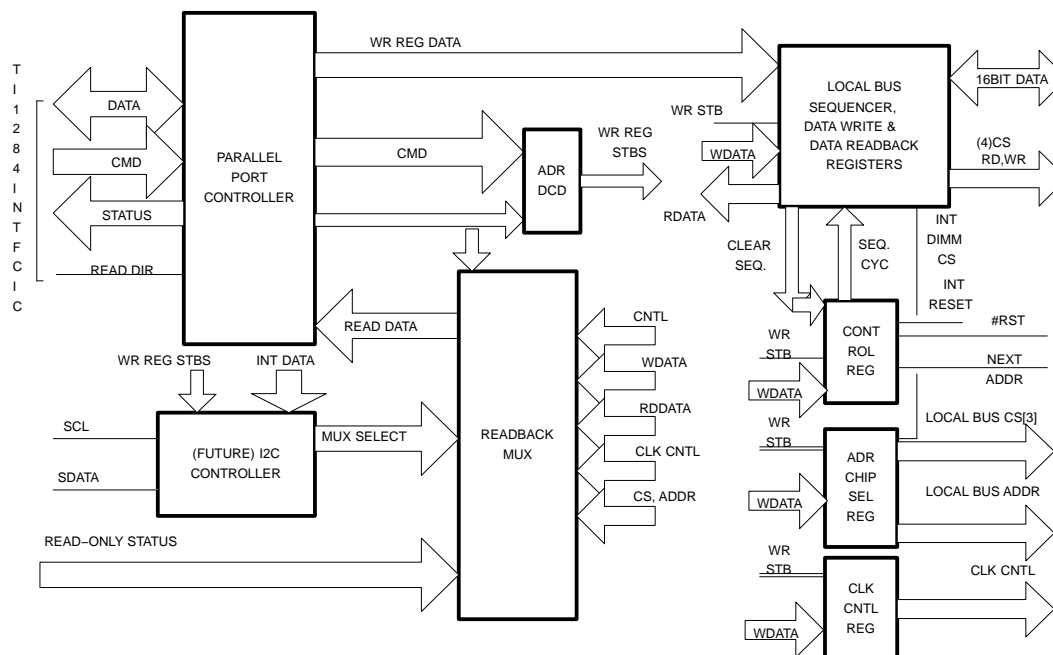 TI1284INTFCIC
DATA
CMD
STATUS
READ DIR
PARALLEL
PORT
CONTROLLER
WR REG DATA
CMD
ADR
DCD
WR REG
STBS
WR STB
WDATA
RDATA
LOCAL BUS
SEQUENCER,
DATA WRITE &
DATA READBACK
REGISTERS
16BIT DATA
(4)CS
RD,WR
CLEAR
SEQ.
SEQ.
CYC
INT
DIMM
CS
INT
RESET
READ DATA
WR REG STBS
INT DATA
SCL
SDATA
(FUTURE) I2C
CONTROLLER
MUX SELECT
READBACK
MUX
CNTL
WDATA
RDDATA
CLK CNTL
CS, ADDR
READ−ONLY STATUS
WR
STB
WDATA
CONT
ROL
REG
#RST
NEXT
ADDR
WR
STB
WDATA
ADR
CHIP
SEL
REG
LOCAL BUS CS[3]
LOCAL BUS ADDR
WR
STB
WDATA
CLK
CNTL
REG
CLK CNTL